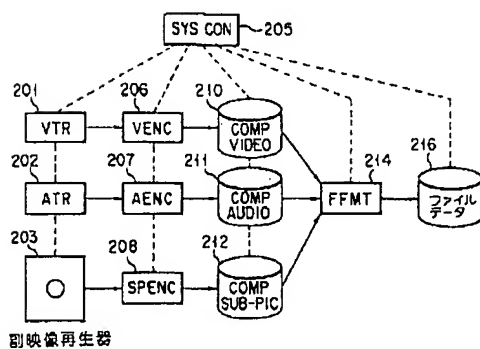 SYS CON
205
201
VTR
206
VENC
210
COMP
VIDEO
202
ATR
207
AENC
211
COMP
AUDIO
214
FFMT
216
ファイル
データ
203
208
SPENC
212
COMP
SUB-PIC
副映像再生器